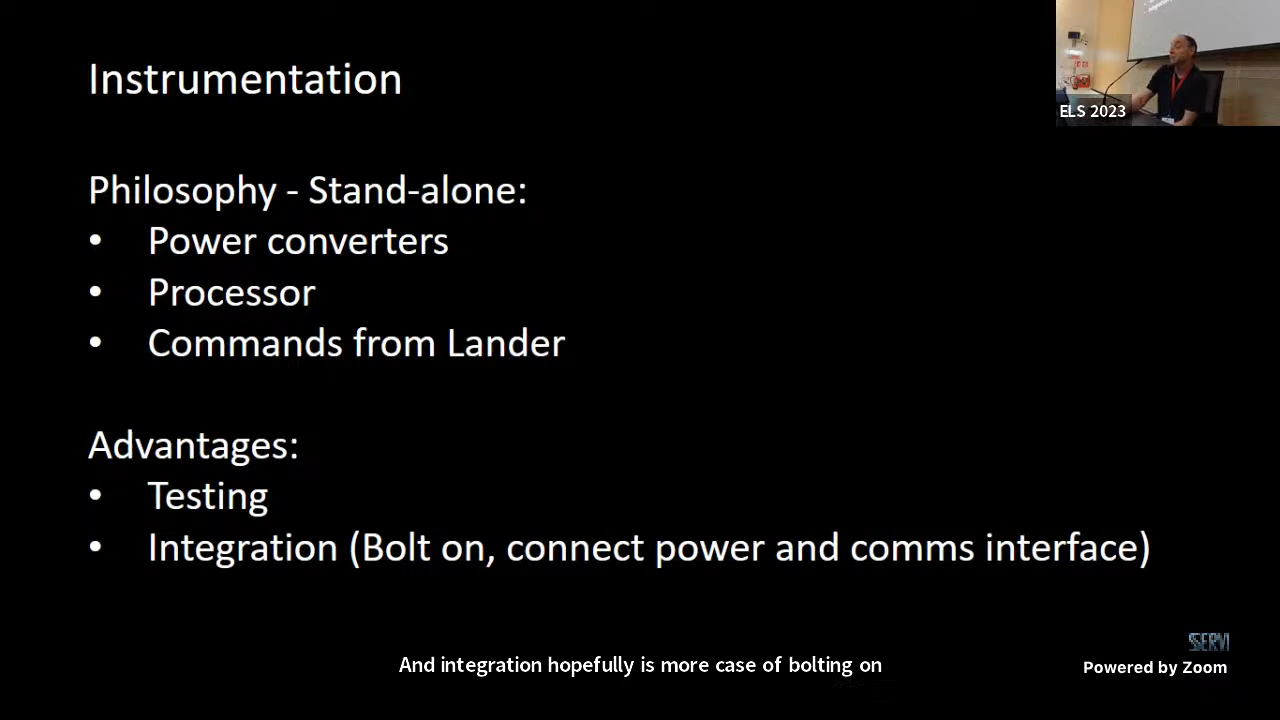 Instrumentation
ELS 2023
Philosophy - Stand-alone:
• Power converters
• Processor
• Commands from Lander
Advantages:
• Testing
• Integration (Bolt on, connect power and comms interface)
And integration hopefully is more case of bolting on
Powered by Zoom